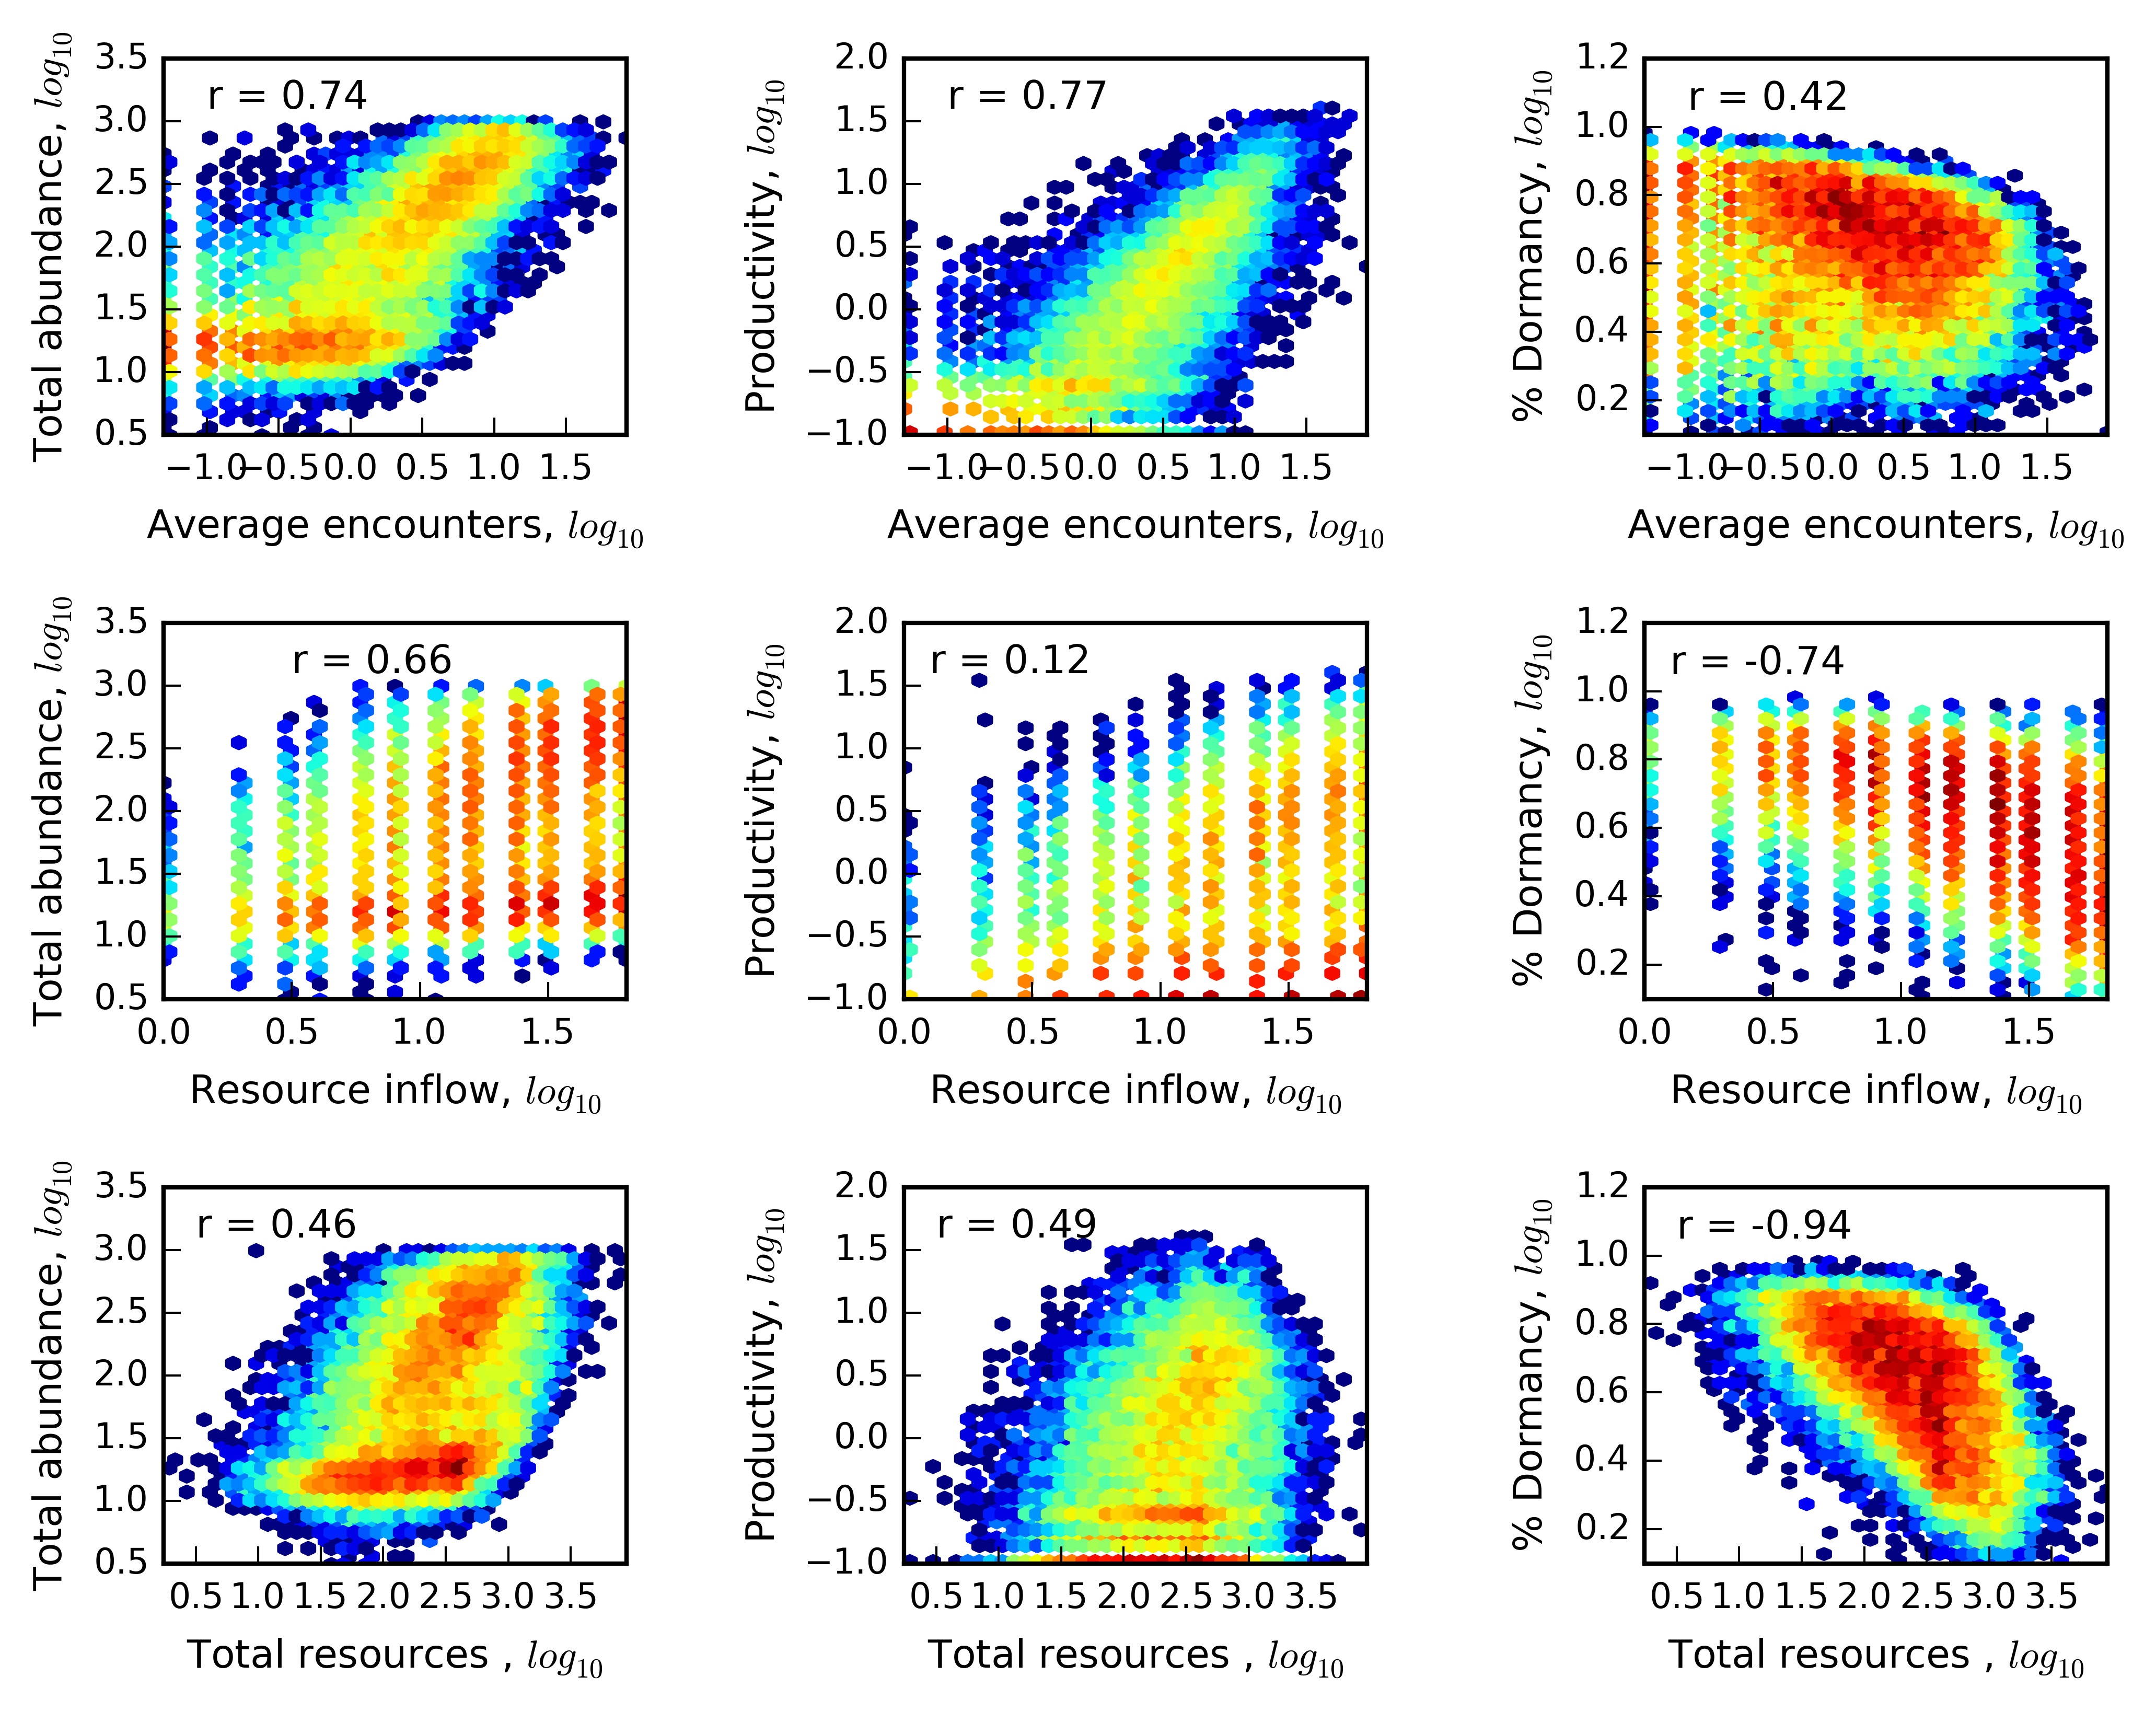 3.5
3.0
2.5
2.0
1.5
1.0
0.5
Total abundance, log10
r = 0.74
−1.0 −0.5 0.0 0.5 1.0 1.5
Average encounters, log10
2.0
1.5
1.0
0.5
0.0
−0.5
−1.0
Productivity, log10
r = 0.77
−1.0 −0.5 0.0 0.5 1.0 1.5
Average encounters, log10
1.2
1.0
0.8
0.6
0.4
0.2
% Dormancy, log10
r = 0.42
−1.0 −0.5 0.0 0.5 1.0 1.5
Average encounters, log10
3.5
3.0
2.5
2.0
1.5
1.0
0.5
Total abundance, log10
r = 0.66
0.0 0.5 1.0 1.5
Resource inflow, log10
2.0
1.5
1.0
0.5
0.0
−0.5
−1.0
Productivity, log10
r = 0.12
0.0 0.5 1.0 1.5
Resource inflow, log10
1.2
1.0
0.8
0.6
0.4
0.2
% Dormancy, log10
r = -0.74
0.0 0.5 1.0 1.5
Resource inflow, log10
3.5
3.0
2.5
2.0
1.5
1.0
0.5
Total abundance, log10
r = 0.46
0.5 1.0 1.5 2.0 2.5 3.0 3.5
Total resources , log10
2.0
1.5
1.0
0.5
0.0
−0.5
−1.0
Productivity, log10
r = 0.49
0.5 1.0 1.5 2.0 2.5 3.0 3.5
Total resources , log10
1.2
1.0
0.8
0.6
0.4
0.2
% Dormancy, log10
r = -0.94
0.5 1.0 1.5 2.0 2.5 3.0 3.5
Total resources , log10